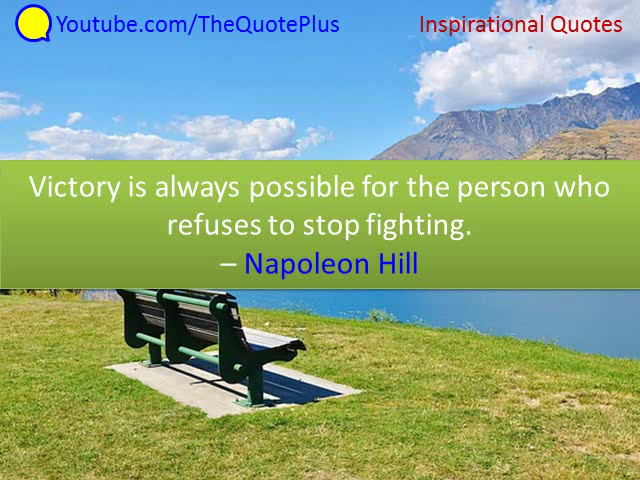 Youtube.com/TheQuotePlus
Inspirational Quotes
Victory is always possible for the person who
refuses to stop fighting.
– Napoleon Hill